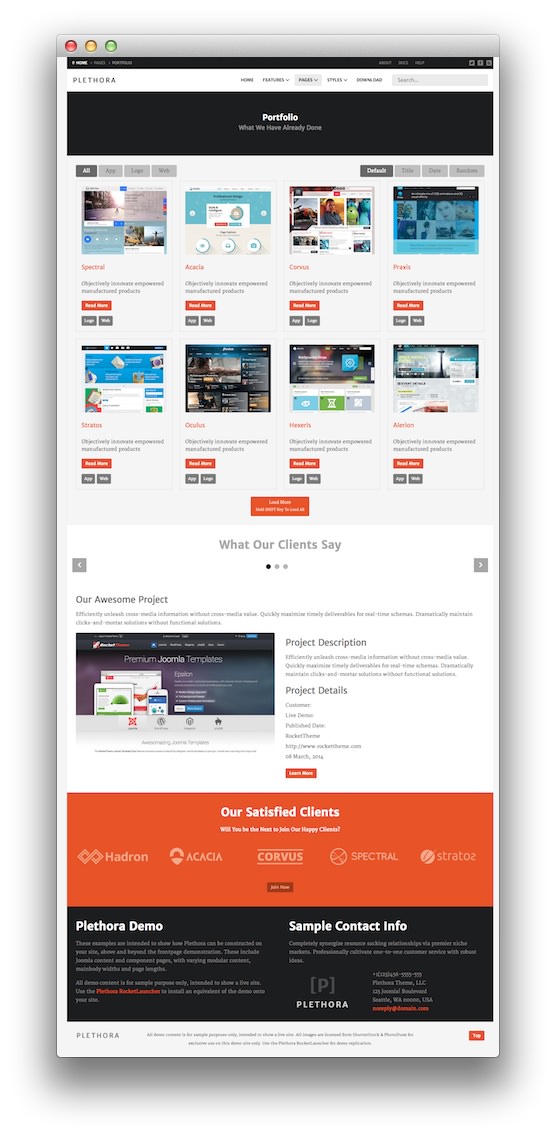 HOME › PAGES › PORTFOLIO
ABOUT DOCS HELP
PLETHORA
HOME FEATURES PAGES STYLES DOWNLOAD Search...
Portfolio
What We Have Already Done
All App Logo Web
Default Title Date Random
Spectral Acacia Corvus Praxis
Objectively innovate empowered manufactured products
Objectively innovate empowered manufactured products
Objectively innovate empowered manufactured products
Objectively innovate empowered manufactured products
Read More Read More Read More Read More
Logo Web App Web App Logo Logo Web
Stratos Oculus Hexeris Alerion
Objectively innovate empowered manufactured products
Objectively innovate empowered manufactured products
Objectively innovate empowered manufactured products
Objectively innovate empowered manufactured products
Read More Read More Read More Read More
App Web App Logo Logo Web App Web
Load More
Hold SHIFT Key To Load All
What Our Clients Say
Our Awesome Project
Efficiently unleash cross-media information without cross-media value. Quickly maximize timely deliverables for real-time schemas. Dramatically maintain
clicks-and-mortar solutions without functional solutions.
RocketTheme
Premium Joomla Templates
Epsilon
Awesomazing Joomla Templates
Project Description
Efficiently unleash cross-media information without cross-media value.
Quickly maximize timely deliverables for real-time schemas. Dramatically
maintain clicks-and-mortar solutions without functional solutions.
Project Details
Customer:
Live Demo:
Published Date:
RocketTheme
http://www.rockettheme.com
08 March, 2014
Learn More
Our Satisfied Clients
Will You be the Next to Join Our Happy Clients?
Hadron ACACIA CORVUS SPECTRAL stratos
Join Now
Plethora Demo
These examples are intended to show how Plethora can be constructed on
your site, above and beyond the frontpage demonstration. These include
Joomla content and component pages, with varying modular content,
mainbody widths and page lengths.
All demo content is for sample purpose only, intended to show a live site.
Use the Plethora RocketLauncher to install an equivalent of the demo onto
your site.
Sample Contact Info
Completely synergize resource sucking relationships via premier niche
markets. Professionally cultivate one-to-one customer service with robust
ideas.
[P]
PLETHORA
+1(123)456-5555-555
Plethora Theme, LLC
123 Joomla! Boulevard
Seattle, WA 00000, USA
noreply@domain.com
PLETHORA
All demo content is for sample purposes only, intended to show a live site. All images are licensed from ShutterStock & PhotoDune for
exclusive use on this demo site only. Use the Plethora RocketLauncher for demo replication.
Top